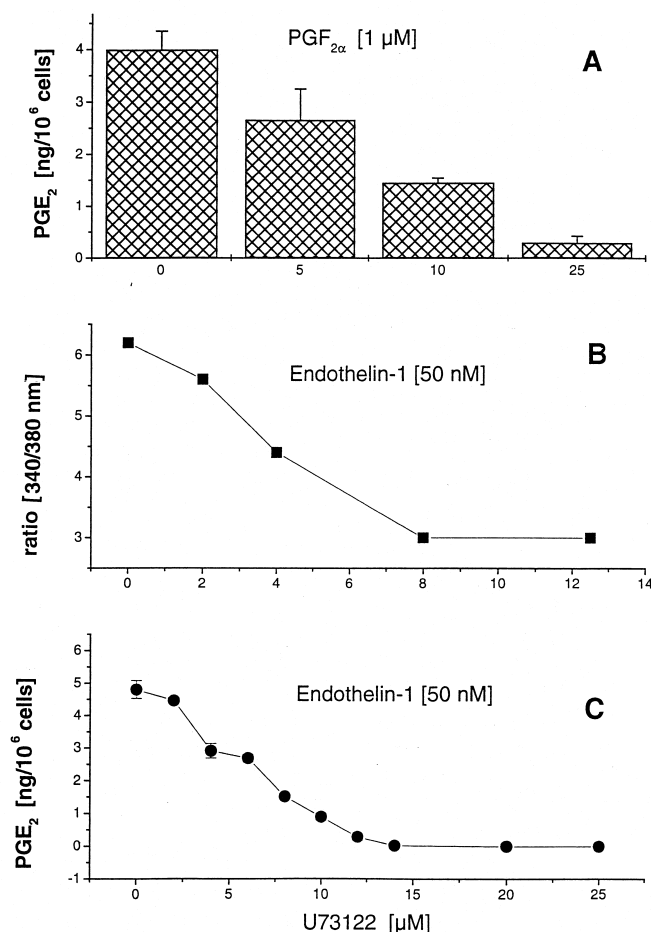 PGF2α [1 µM]
A
PGE2 [ng/10^6 cells]
4
3
2
1
0
0 5 10 25
B
Endothelin-1 [50 nM]
ratio [340/380 nm]
6
5
4
3
0 2 4 6 8 10 12 14
C
Endothelin-1 [50 nM]
PGE2 [ng/10^6 cells]
6
5
4
3
2
1
0
-1
0 5 10 15 20 25
U73122 [µM]